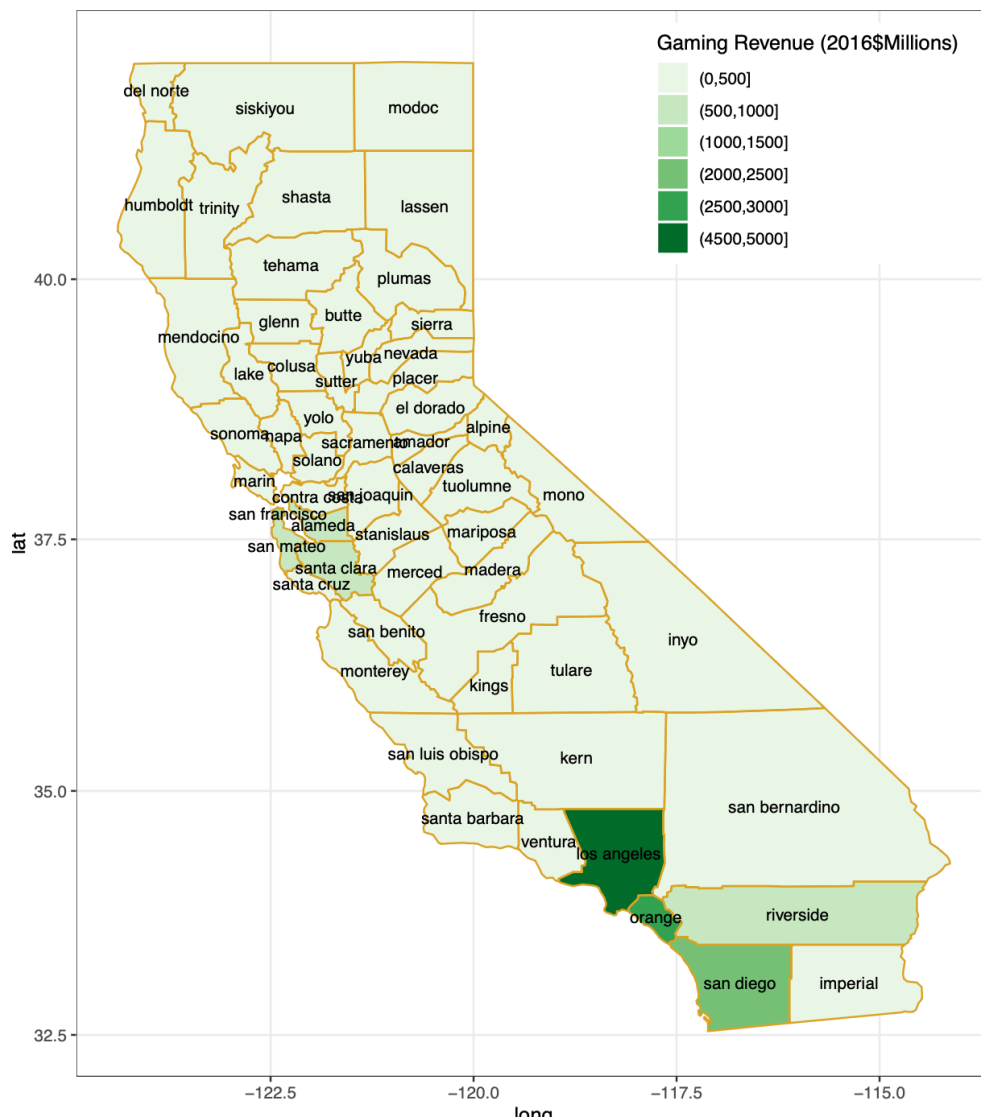 Gaming Revenue (2016$Millions)
(0,500]
(500,1000]
(1000,1500]
(2000,2500]
(2500,3000]
(4500,5000]
del norte
siskiyou
modoc
humboldt
trinity
shasta
lassen
tehama
plumas
40.0
glenn
butte
sierra
mendocino
lake
colusa
yuba
nevada
sutter
placer
el dorado
yolo
sonoma
napa
sacramento
amador
alpine
solano
calaveras
marin
contra costa
san joaquin
tuolumne
mono
san francisco
alameda
stanislaus
mariposa
37.5
lat
san mateo
santa clara
merced
madera
santa cruz
fresno
san benito
inyo
monterey
kings
tulare
san luis obispo
kern
35.0
san bernardino
santa barbara
ventura
los angeles
orange
riverside
san diego
imperial
32.5
−122.5
−120.0
−117.5
−115.0
long